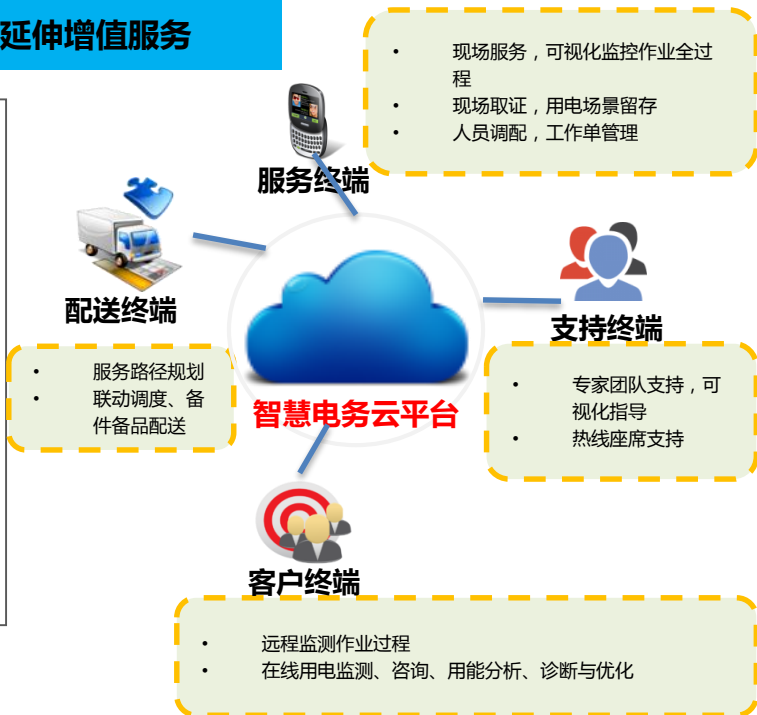 延伸增值服务
• 现场服务，可视化监控作业全过
程
• 现场取证，用电场景留存
• 人员调配，工作单管理
服务终端
配送终端
• 服务路径规划
• 联动调度、备
件备品配送
支持终端
• 专家团队支持，可
视化指导
• 热线座席支持
智慧电务云平台
客户终端
• 远程监测作业过程
• 在线用电监测、咨询、用能分析、诊断与优化